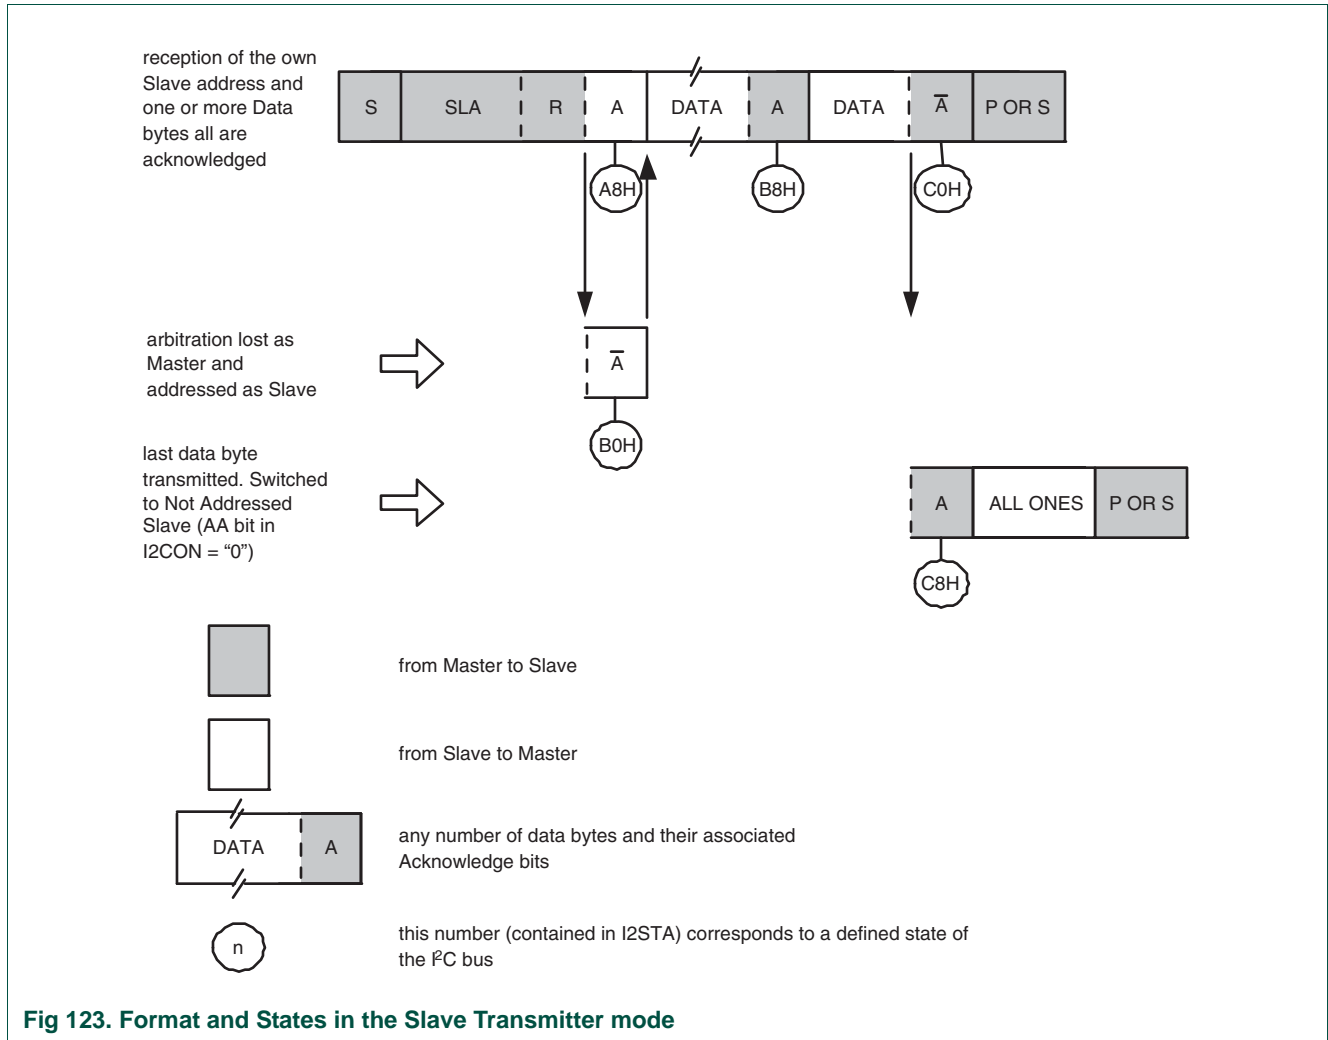 reception of the own
Slave address and
one or more Data
bytes all are
acknowledged
S SLA R A DATA A DATA A̅ P OR S
A8H B8H C0H
arbitration lost as
Master and
addressed as Slave
A̅
B0H
last data byte
transmitted. Switched
to Not Addressed
Slave (AA bit in
I2CON = “0”)
A ALL ONES P OR S
C8H
from Master to Slave
from Slave to Master
DATA A
any number of data bytes and their associated
Acknowledge bits
n
this number (contained in I2STA) corresponds to a defined state of
the I²C bus
Fig 123. Format and States in the Slave Transmitter mode